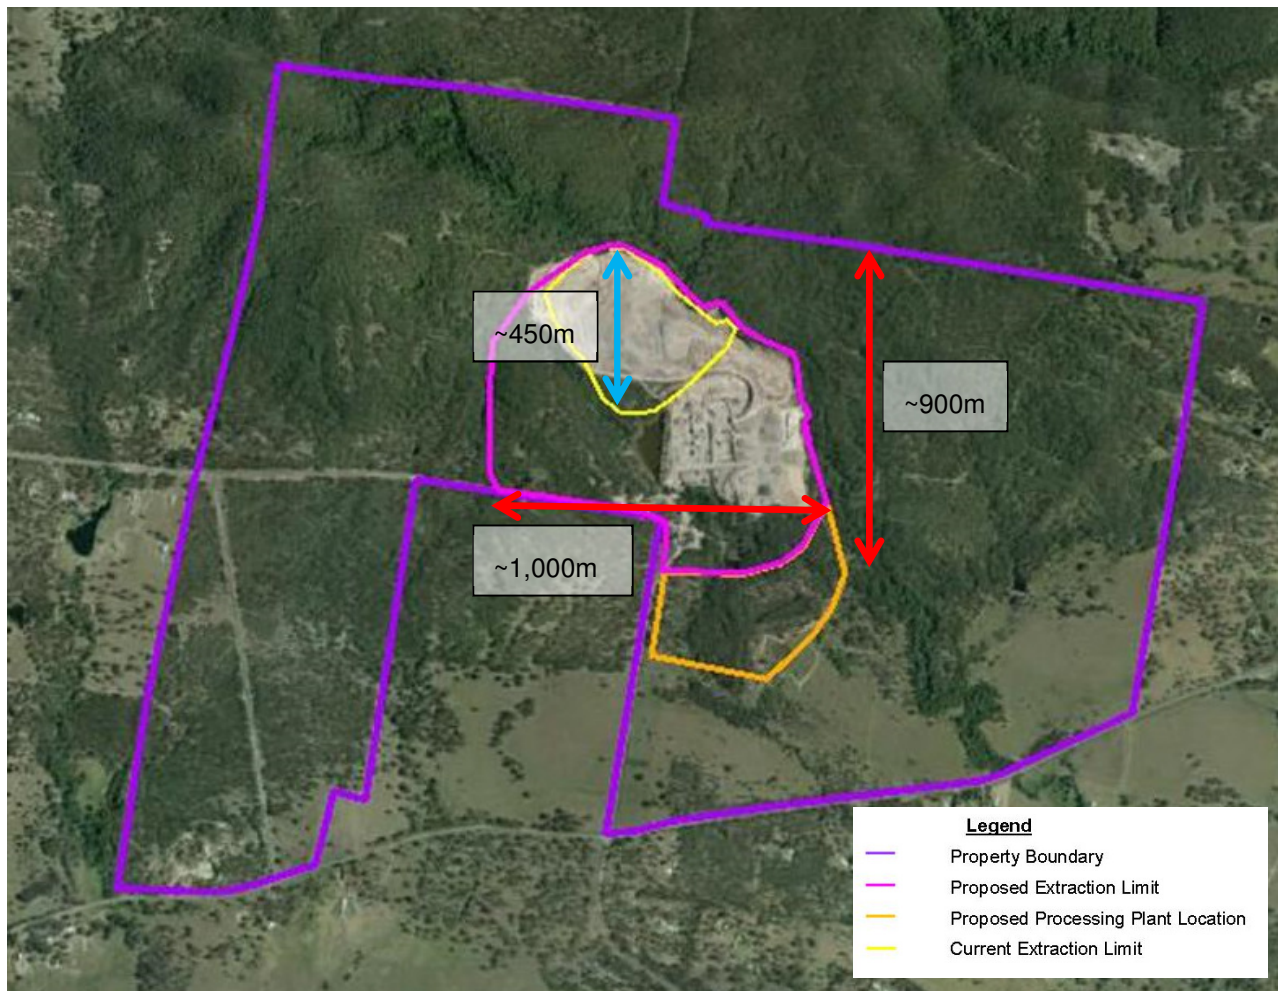 ~450m
~900m
~1,000m
Legend
Property Boundary
Proposed Extraction Limit
Proposed Processing Plant Location
Current Extraction Limit